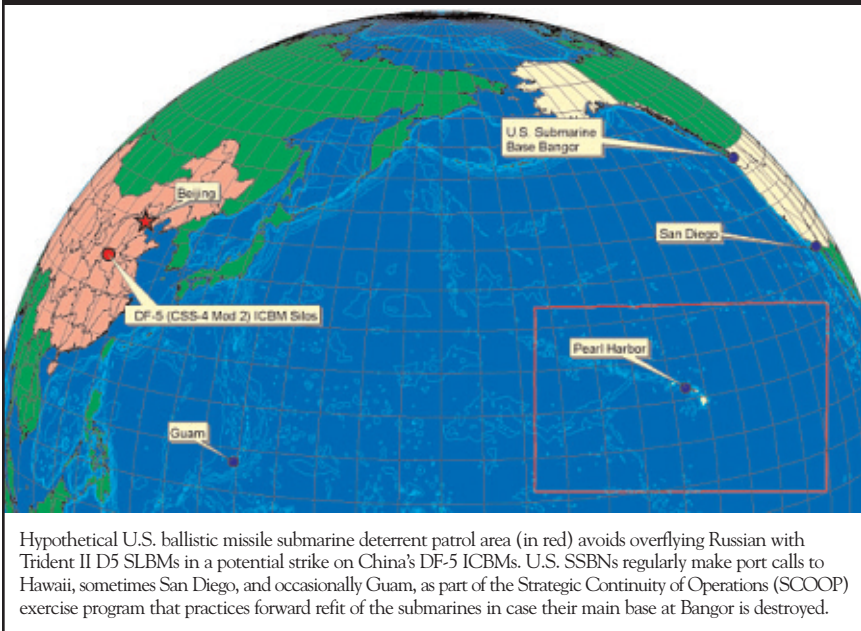 U.S. Submarine
Base Bangor
Beijing
San Diego
DF-5 (CSS-4 Mod 2) ICBM Silos
Pearl Harbor
Guam
Hypothetical U.S. ballistic missile submarine deterrent patrol area (in red) avoids overflying Russian with
Trident II D5 SLBMs in a potential strike on China's DF-5 ICBMs. U.S. SSBNs regularly make port calls to
Hawaii, sometimes San Diego, and occasionally Guam, as part of the Strategic Continuity of Operations (SCOOP)
exercise program that practices forward refit of the submarines in case their main base at Bangor is destroyed.